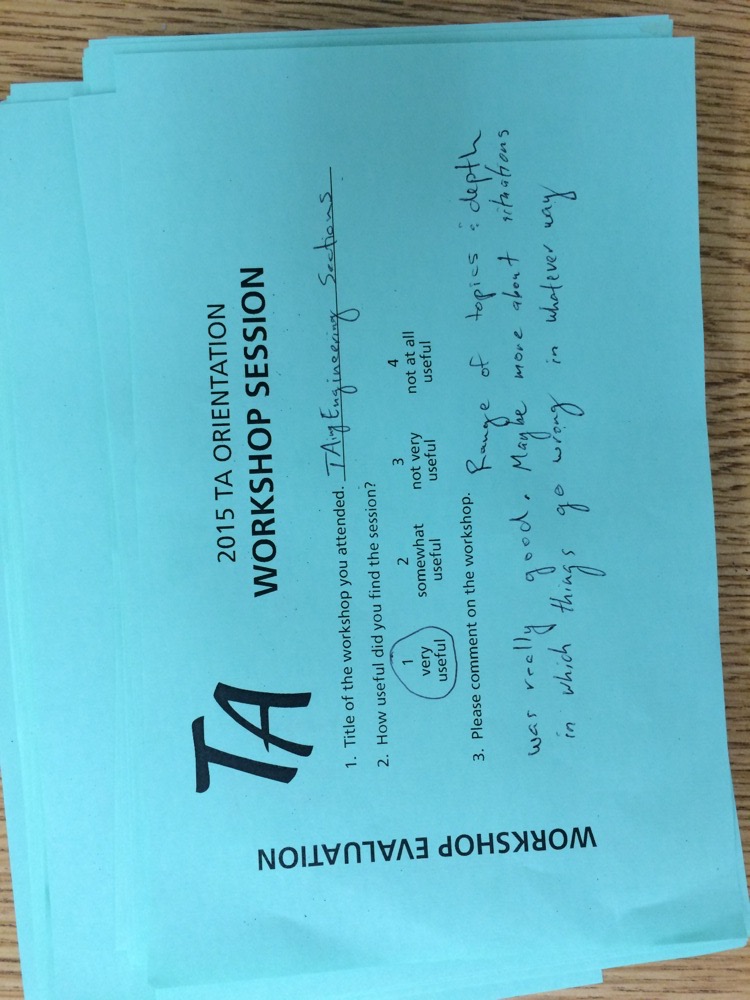 TA
2015 TA ORIENTATION
WORKSHOP SESSION
1. Title of the workshop you attended. TAing Engineering Sections
2. How useful did you find the session?
1 2 3 4
very somewhat not very not at all
useful useful useful useful
3. Please comment on the workshop. Range of topics & depth
was really good. Maybe more about situations
in which things go wrong in whatever way
WORKSHOP EVALUATION